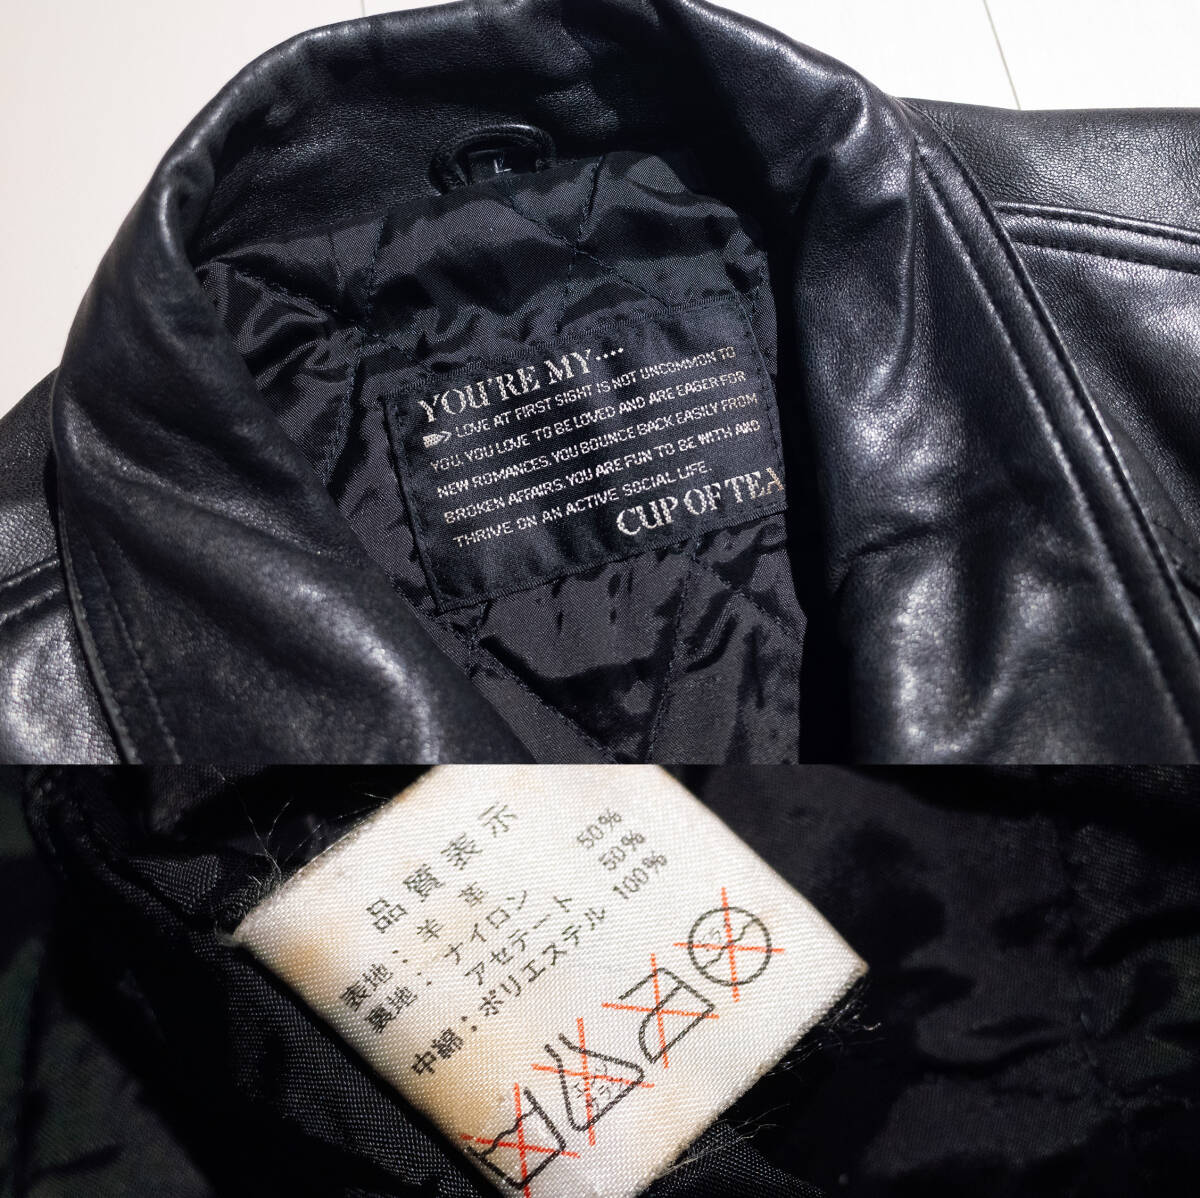 YOU'RE MY....
LOVE AT FIRST SIGHT IS NOT UNCOMMON TO
YOU. YOU LOVE TO BE LOVED AND ARE EAGER FOR
NEW ROMANCES. YOU BOUNCE BACK EASILY FROM
BROKEN AFFAIRS. YOU ARE FUN TO BE WITH AND
THRIVE ON AN ACTIVE SOCIAL LIFE.
CUP OF TEA
品質表示
表地：羊革
裏地：ナイロン 50%
アセテート 50%
中綿：ポリエステル 100%